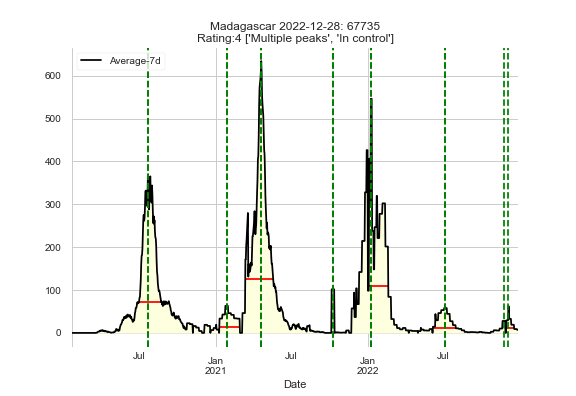 Madagascar 2022-12-28: 67735
Rating:4 ['Multiple peaks', 'In control']
Average-7d
600
500
400
300
200
100
0
Jul
Jan
2021
Jul
Jan
2022
Jul
Date